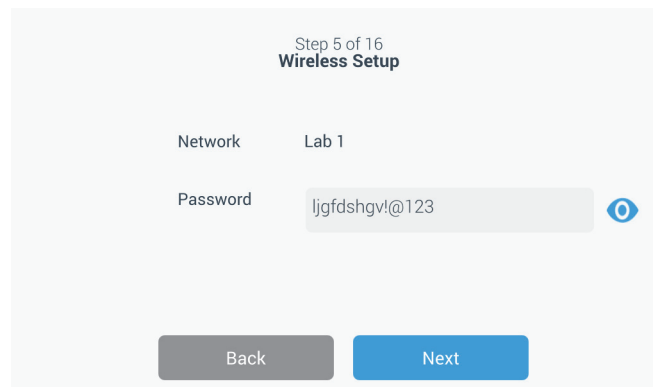 Step 5 of 16
Wireless Setup
Network Lab 1
Password ljgfdshgv!@123
Back Next